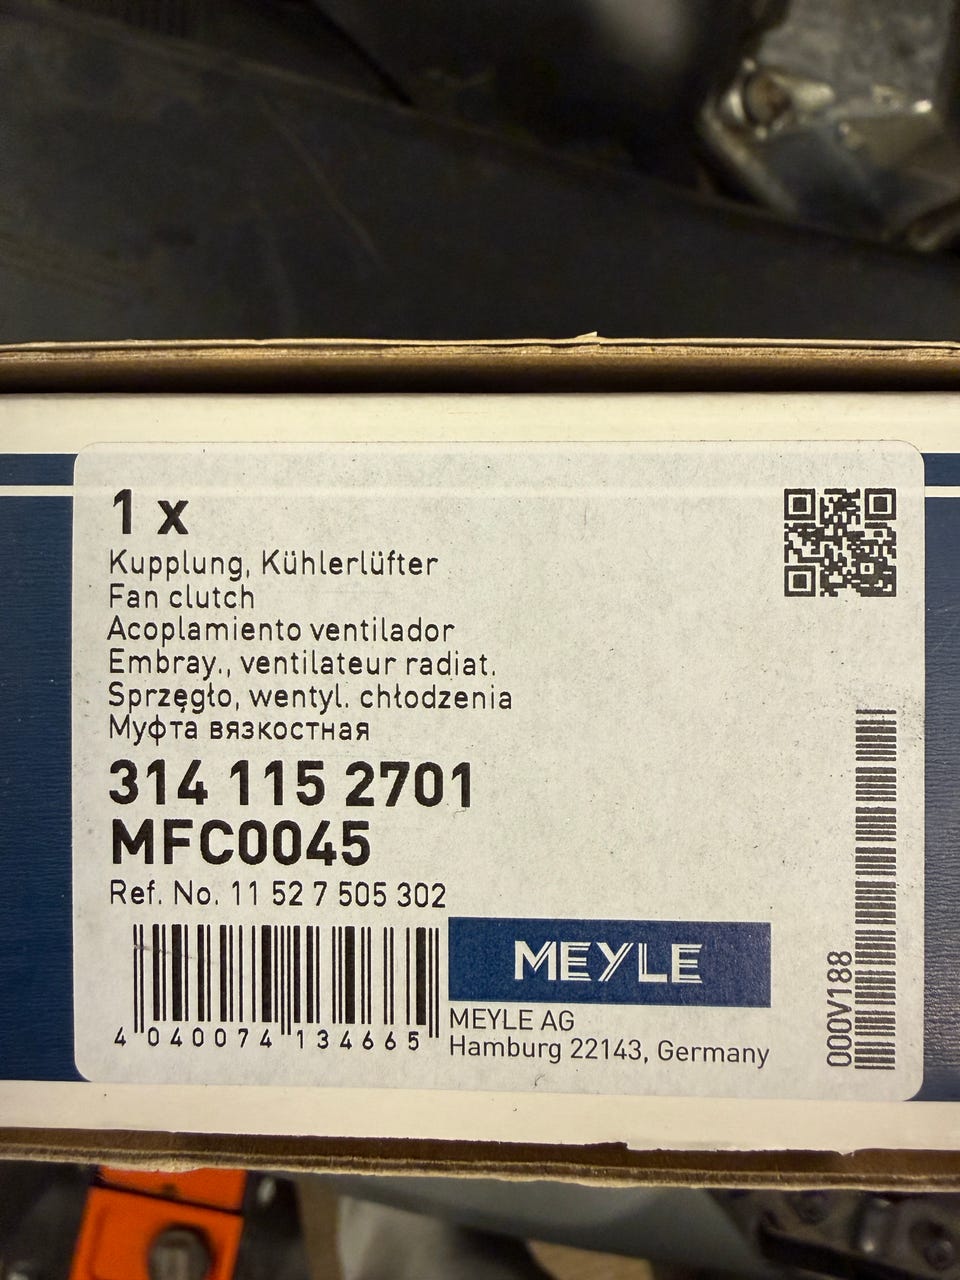 1 x
Kupplung, Kühlerlüfter
Fan clutch
Acoplamiento ventilador
Embray., ventilateur radiat.
Sprzęgło, wentyl. chłodzenia
Муфта вязкостная
314 115 2701
MFC0045
Ref. No. 11 52 7 505 302
4 040074 134665
MEYLE
MEYLE AG
Hamburg 22143, Germany
000V188